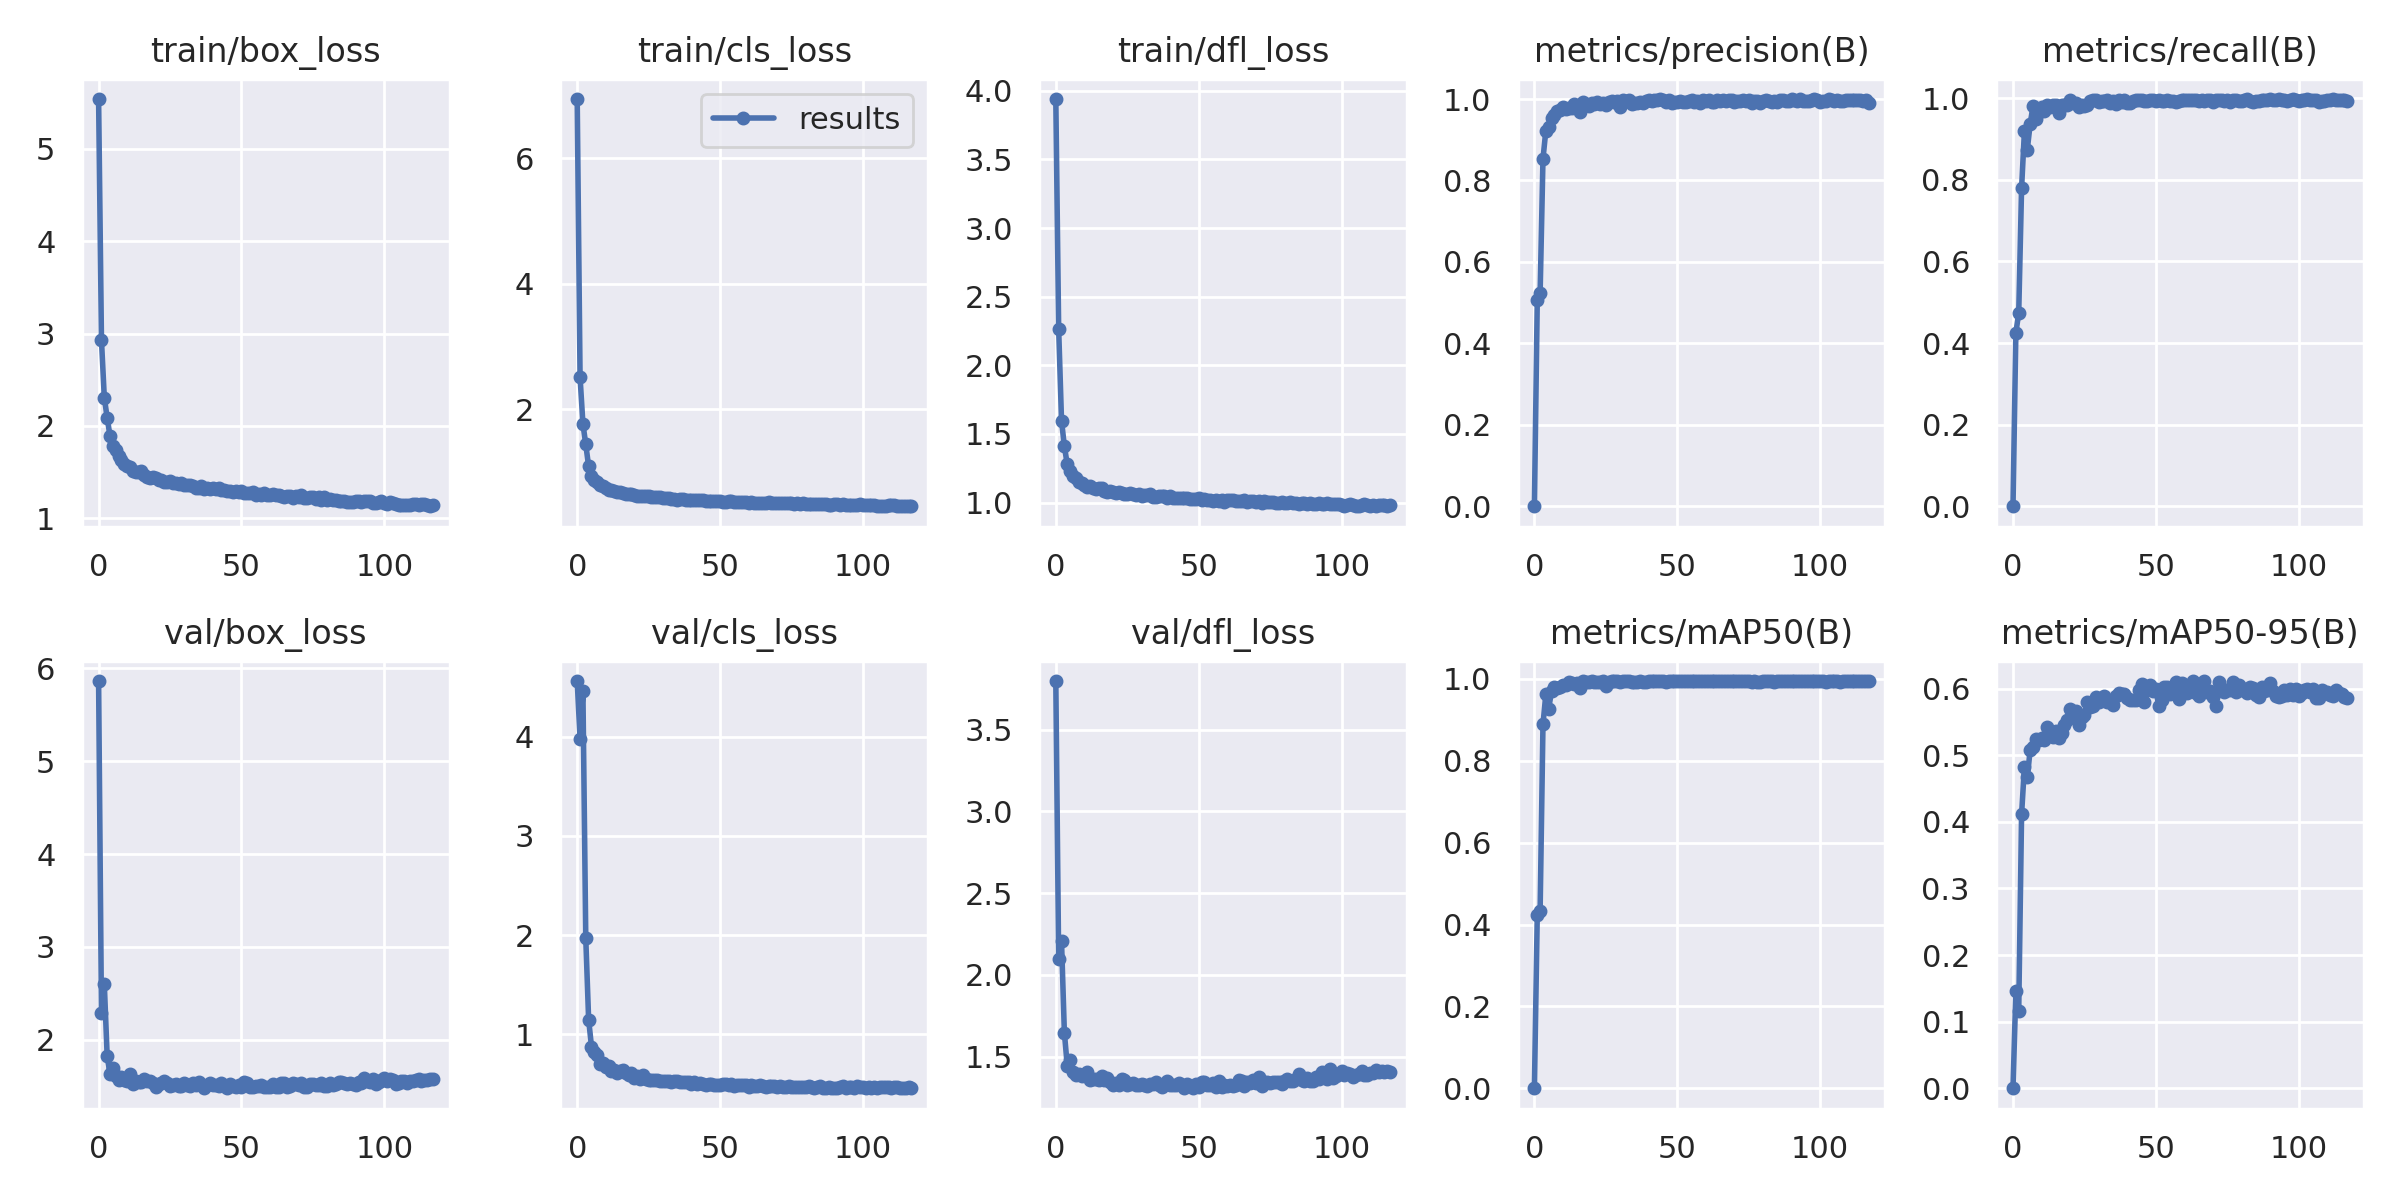 train/box_loss
5
4
3
2
1
0 50 100
train/cls_loss
results
6
4
2
0 50 100
train/dfl_loss
4.0
3.5
3.0
2.5
2.0
1.5
1.0
0 50 100
metrics/precision(B)
1.0
0.8
0.6
0.4
0.2
0.0
0 50 100
metrics/recall(B)
1.0
0.8
0.6
0.4
0.2
0.0
0 50 100
val/box_loss
6
5
4
3
2
0 50 100
val/cls_loss
4
3
2
1
0 50 100
val/dfl_loss
3.5
3.0
2.5
2.0
1.5
0 50 100
metrics/mAP50(B)
1.0
0.8
0.6
0.4
0.2
0.0
0 50 100
metrics/mAP50-95(B)
0.6
0.5
0.4
0.3
0.2
0.1
0.0
0 50 100